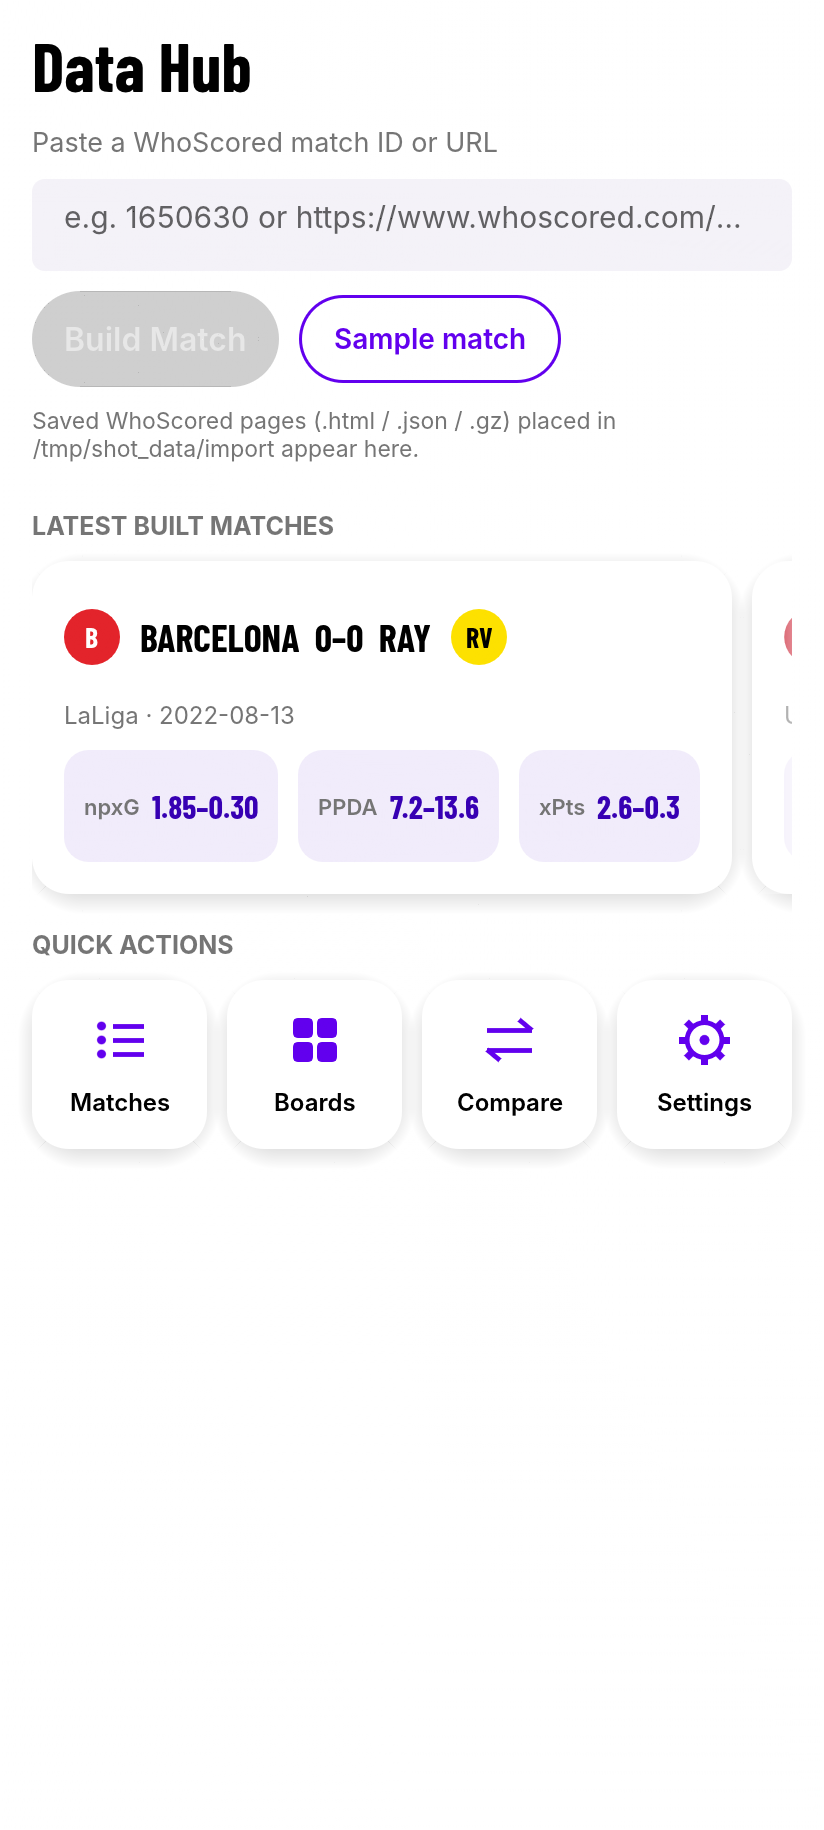 Data Hub
Paste a WhoScored match ID or URL
e.g. 1650630 or https://www.whoscored.com/...
Build Match
Sample match
Saved WhoScored pages (.html / .json / .gz) placed in
/tmp/shot_data/import appear here.
LATEST BUILT MATCHES
B BARCELONA 0–0 RAY RV
LaLiga · 2022-08-13
npxG 1.85–0.30
PPDA 7.2–13.6
xPts 2.6–0.3
QUICK ACTIONS
Matches
Boards
Compare
Settings